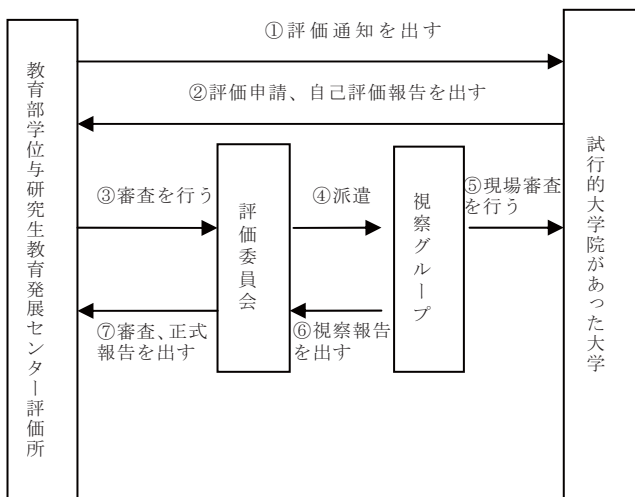 ①評価通知を出す
②評価申請、自己評価報告を出す
教育部学位与研究生教育発展センター評価所
③審査を行う
評価委員会
④派遣
視察グループ
⑤現場審査
を行う
試行的大学院があった大学
⑦審査、正式
報告を出す
⑥視察報告
を出す